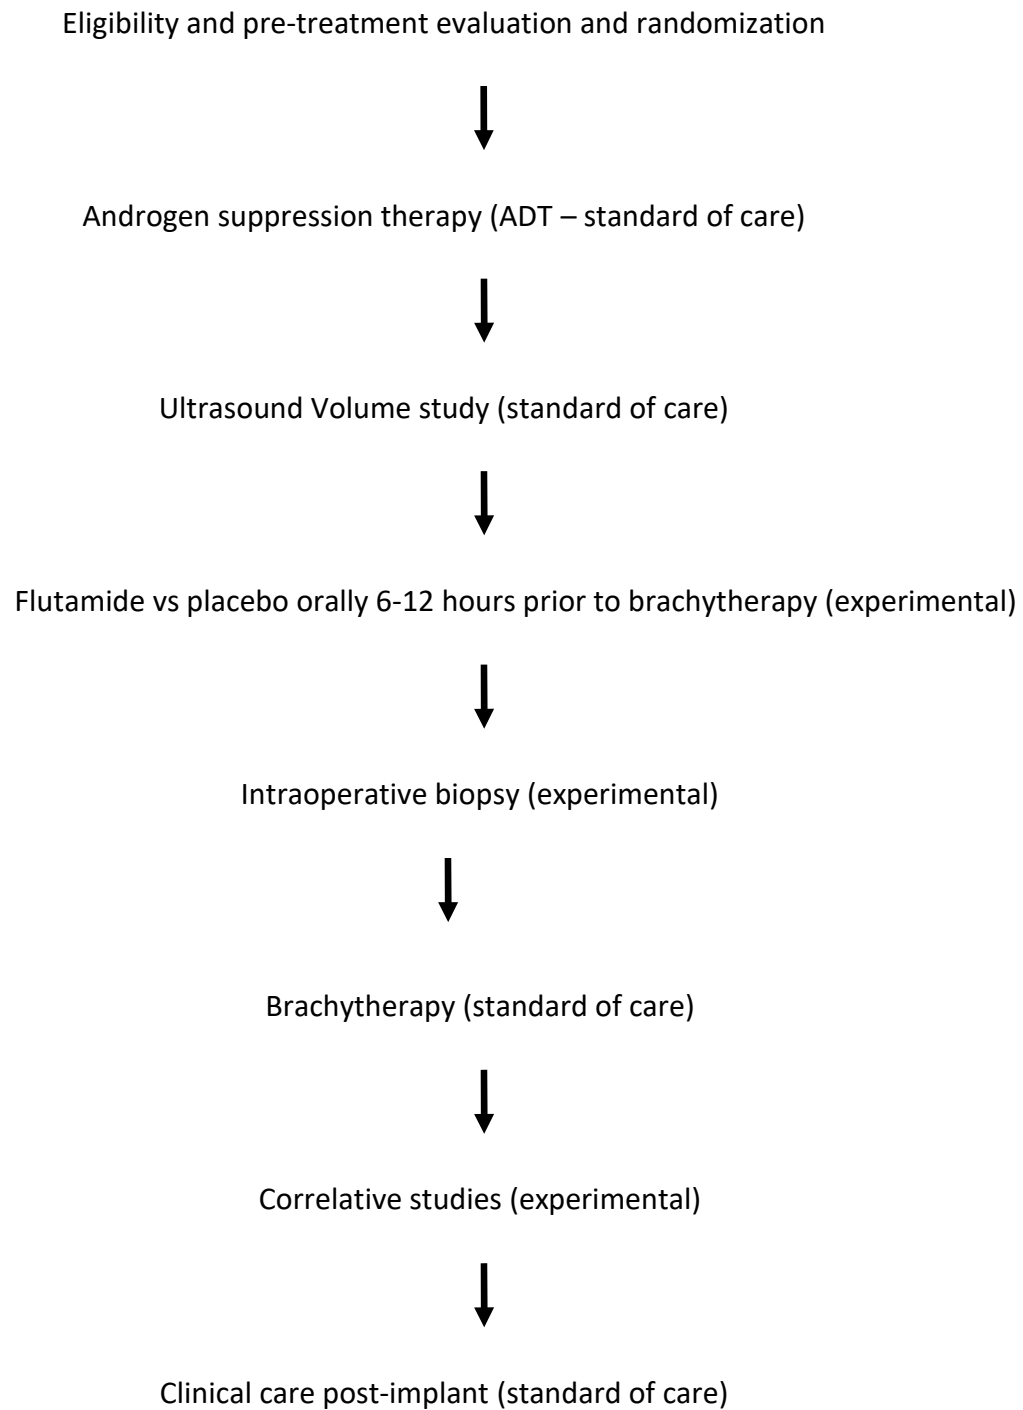 Eligibility and pre-treatment evaluation and randomization
Androgen suppression therapy (ADT – standard of care)
Ultrasound Volume study (standard of care)
Flutamide vs placebo orally 6-12 hours prior to brachytherapy (experimental)
Intraoperative biopsy (experimental)
Brachytherapy (standard of care)
Correlative studies (experimental)
Clinical care post-implant (standard of care)